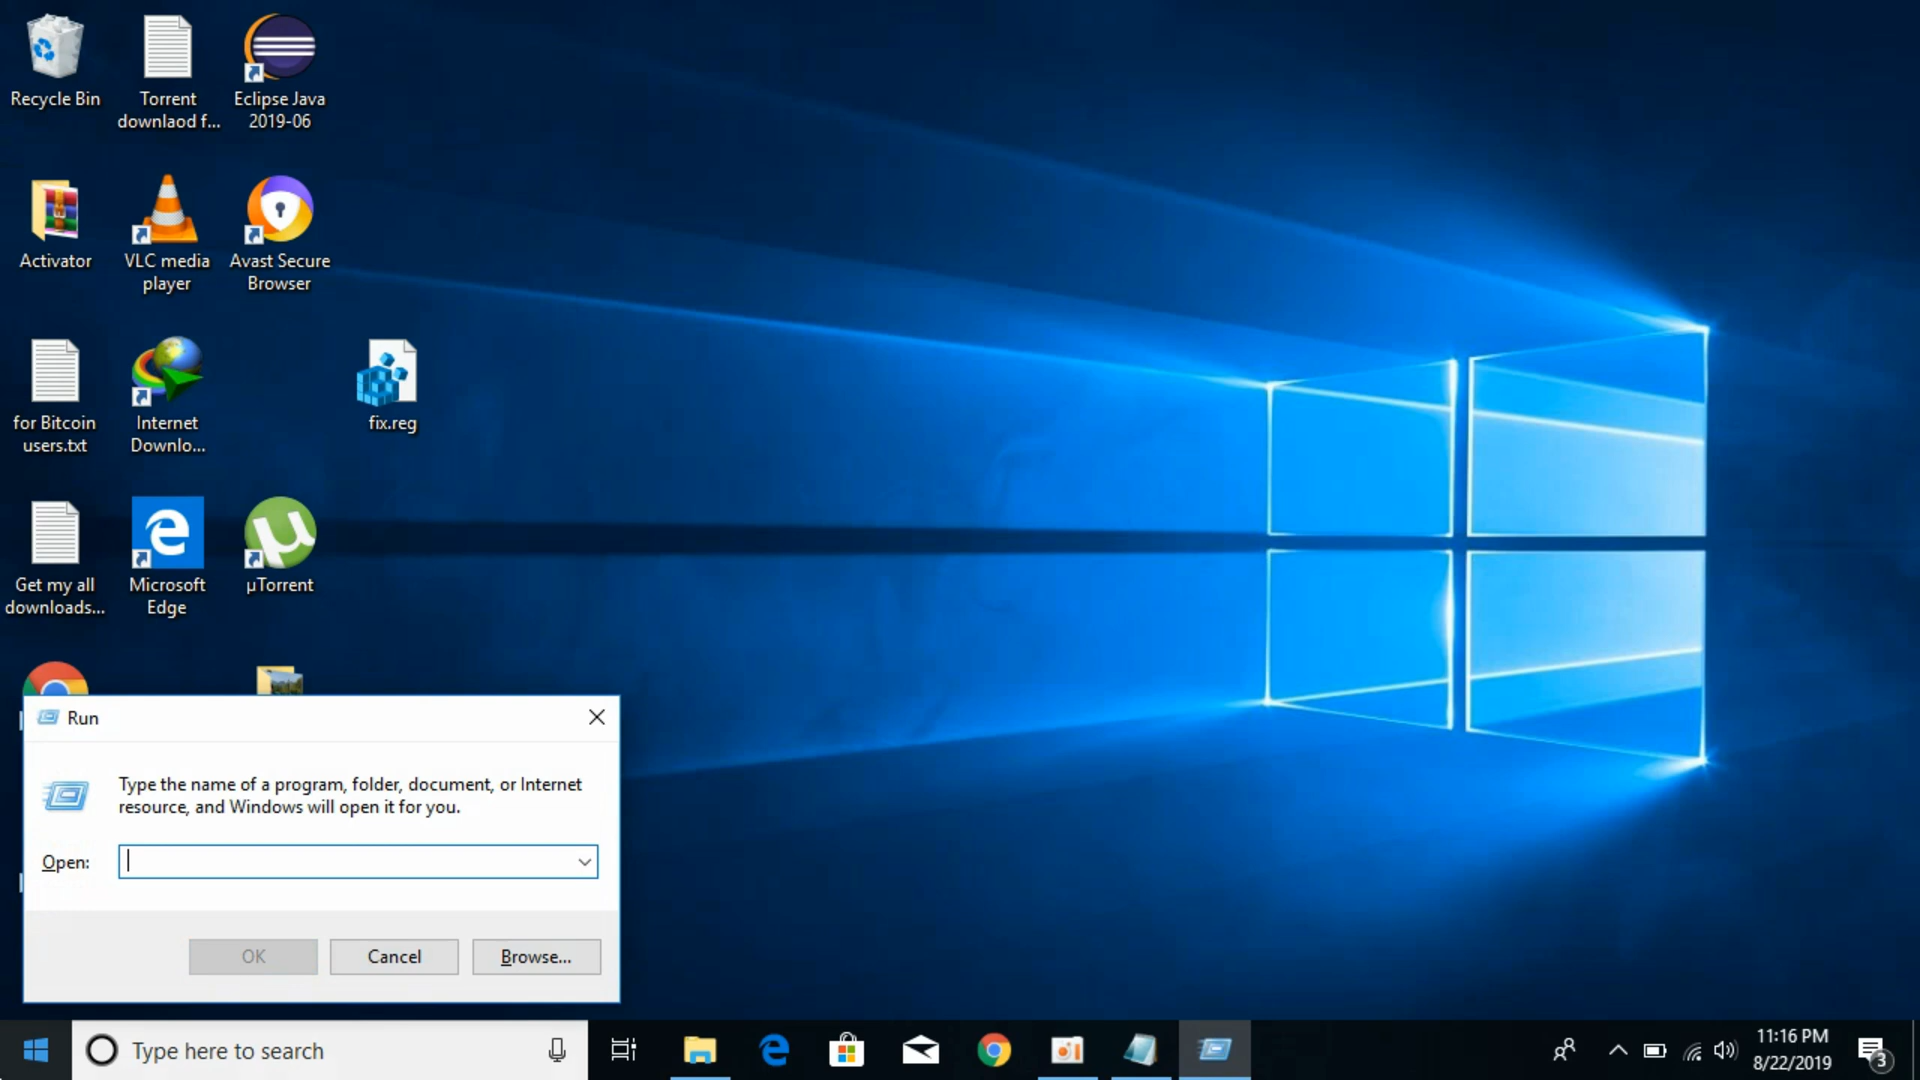 Recycle Bin
Torrent
downlaod f...
Eclipse Java
2019-06
Activator
VLC media
player
Avast Secure
Browser
for Bitcoin
users.txt
Internet
Downlo...
fix.reg
Get my all
downloads...
Microsoft
Edge
µTorrent
Run
Type the name of a program, folder, document, or Internet
resource, and Windows will open it for you.
Open:
OK
Cancel
Browse...
Type here to search
11:16 PM
8/22/2019
3